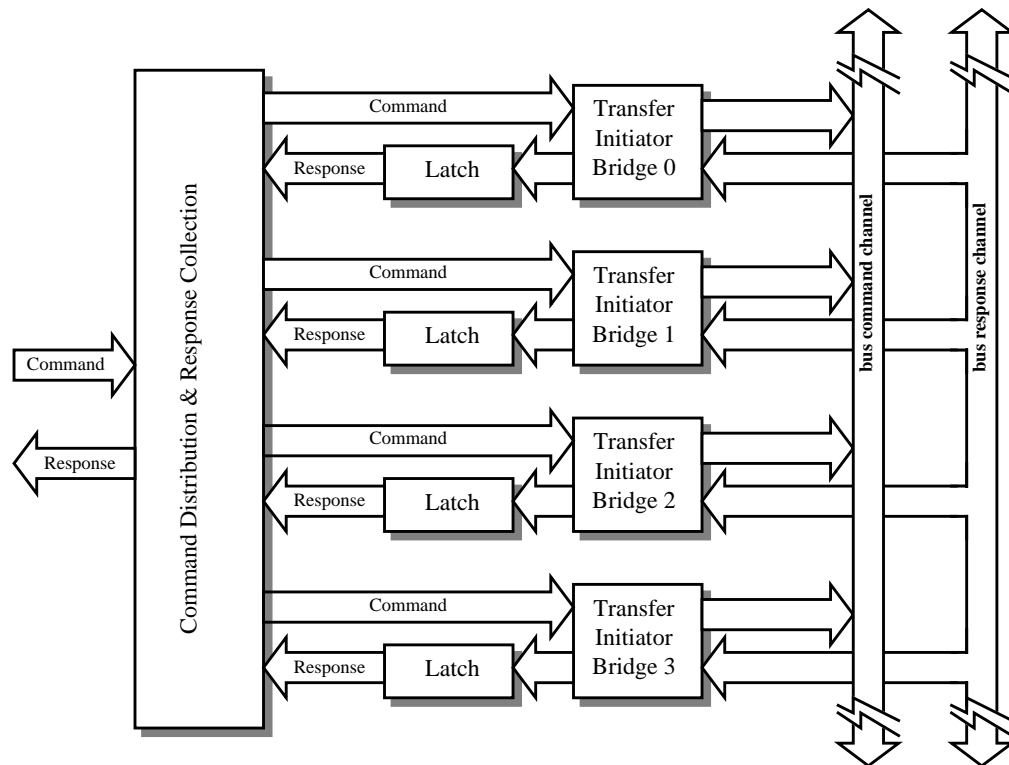 Command
Response
Command Distribution & Response Collection
Command
Response
Latch
Transfer
Initiator
Bridge 0
Command
Response
Latch
Transfer
Initiator
Bridge 1
Command
Response
Latch
Transfer
Initiator
Bridge 2
Command
Response
Latch
Transfer
Initiator
Bridge 3
bus command channel
bus response channel